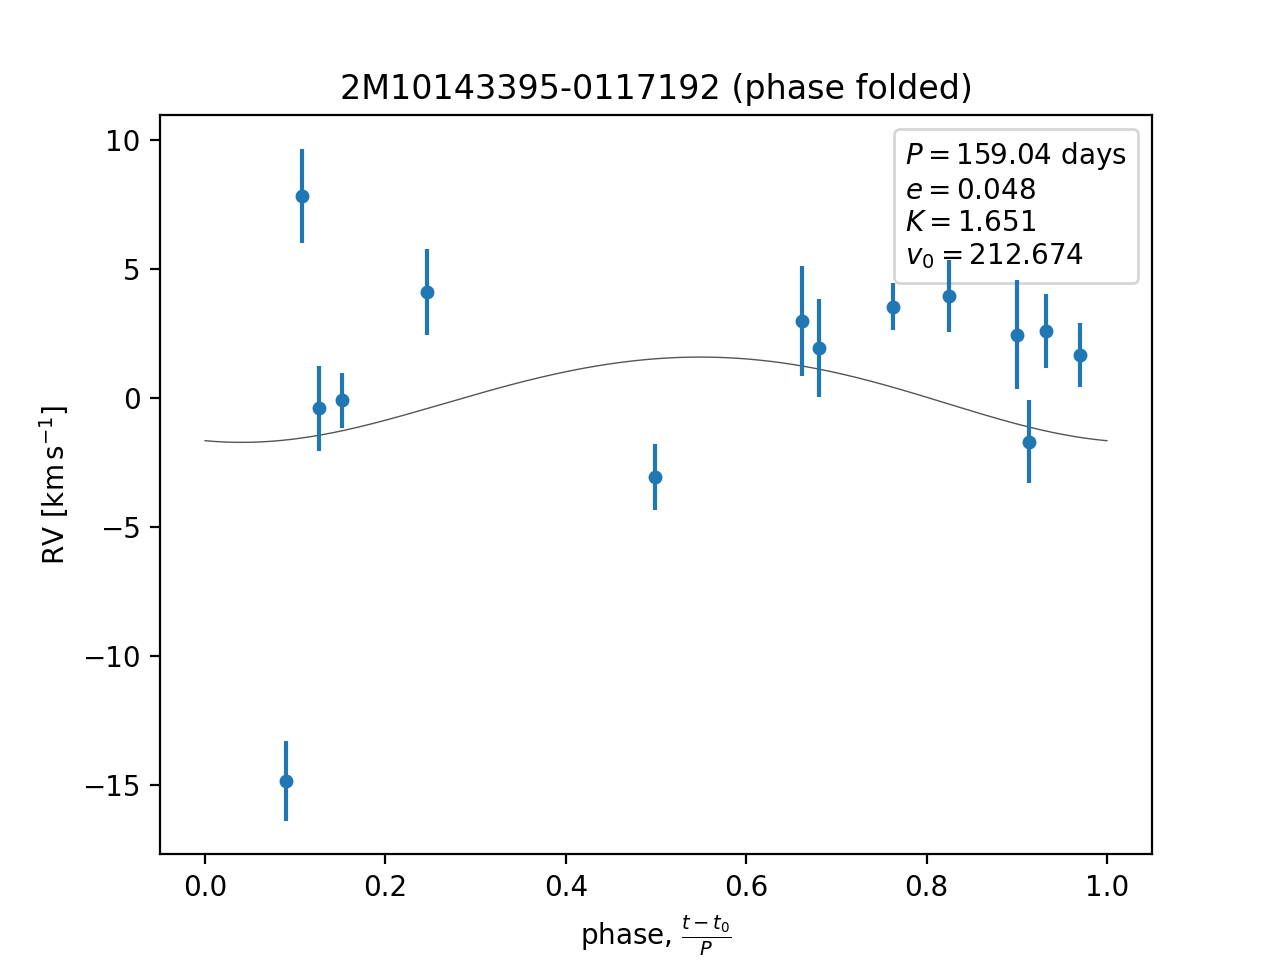 2M10143395-0117192 (phase folded)
P = 159.04 days
e = 0.048
K = 1.651
v₀ = 212.674
10
5
0
−5
−10
−15
RV [km s⁻¹]
0.0 0.2 0.4 0.6 0.8 1.0
phase, (t − t₀)/P